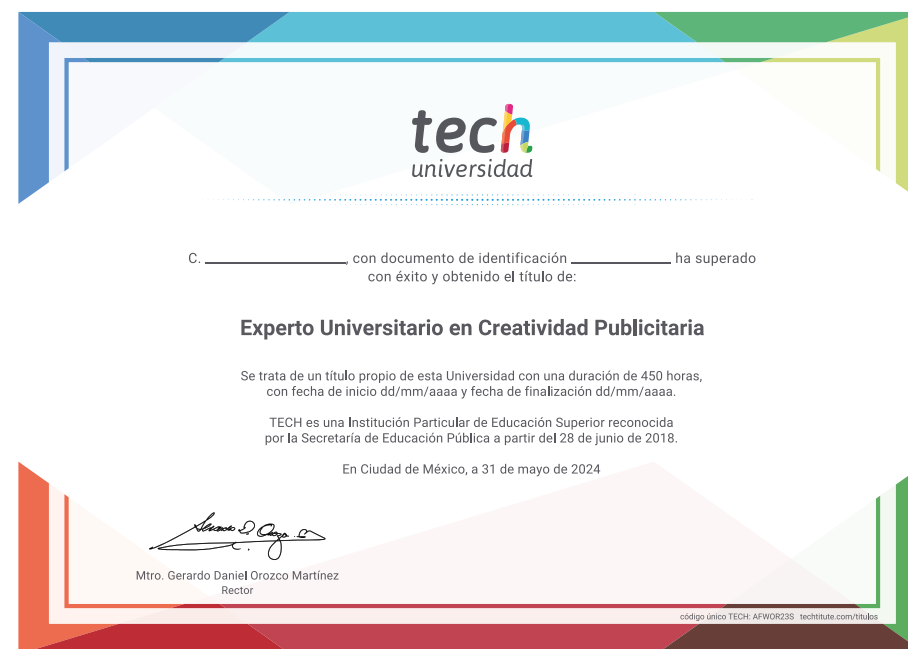 tech
universidad
C. ____________, con documento de identificación ____________ ha superado
con éxito y obtenido el título de:
Experto Universitario en Creatividad Publicitaria
Se trata de un título propio de esta Universidad con una duración de 450 horas,
con fecha de inicio dd/mm/aaaa y fecha de finalización dd/mm/aaaa.
TECH es una Institución Particular de Educación Superior reconocida
por la Secretaría de Educación Pública a partir del 28 de junio de 2018.
En Ciudad de México, a 31 de mayo de 2024
Mtro. Gerardo Daniel Orozco Martínez
Rector
código único TECH: AFWOR23S techtitute.com/titulos